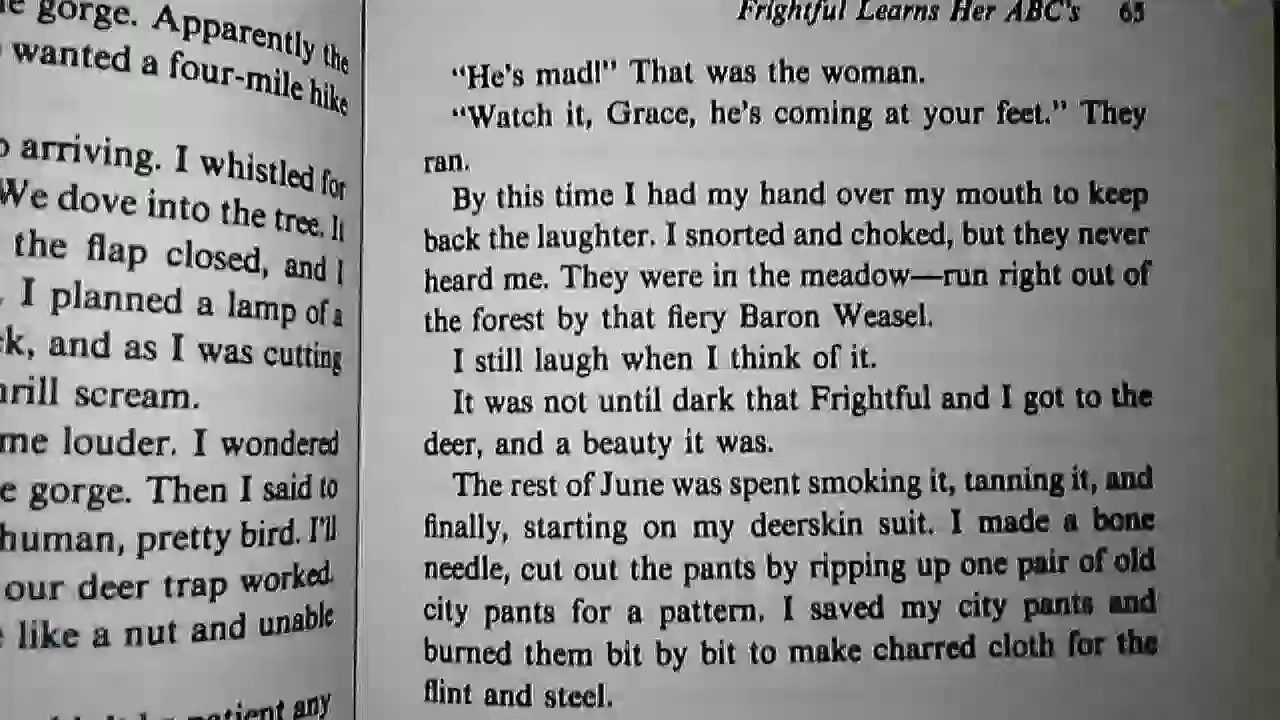 gorge. Apparently the
wanted a four-mile hike
arriving. I whistled for
We dove into the tree. It
the flap closed, and I
I planned a lamp of a
and as I was cutting
scream.
me louder. I wondered
gorge. Then I said to
human, pretty bird. I'll
our deer trap worked.
like a nut and unable
patient any
Frightful Learns Her ABC's 65
"He's mad!" That was the woman.
"Watch it, Grace, he's coming at your feet." They
ran.
By this time I had my hand over my mouth to keep
back the laughter. I snorted and choked, but they never
heard me. They were in the meadow—run right out of
the forest by that fiery Baron Weasel.
I still laugh when I think of it.
It was not until dark that Frightful and I got to the
deer, and a beauty it was.
The rest of June was spent smoking it, tanning it, and
finally, starting on my deerskin suit. I made a bone
needle, cut out the pants by ripping up one pair of old
city pants for a pattern. I saved my city pants and
burned them bit by bit to make charred cloth for the
flint and steel.